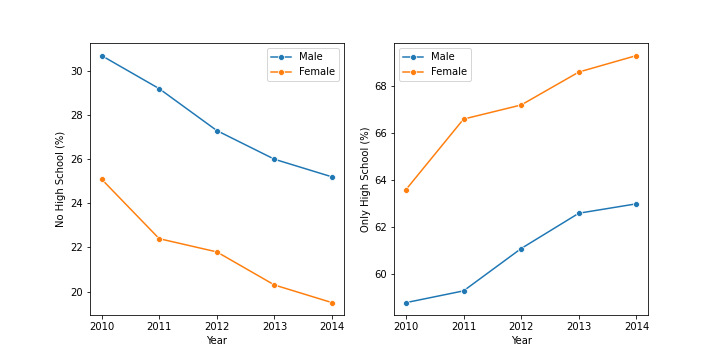 Male
Female
No High School (%)
30
28
26
24
22
20
2010 2011 2012 2013 2014
Year
Male
Female
Only High School (%)
68
66
64
62
60
2010 2011 2012 2013 2014
Year